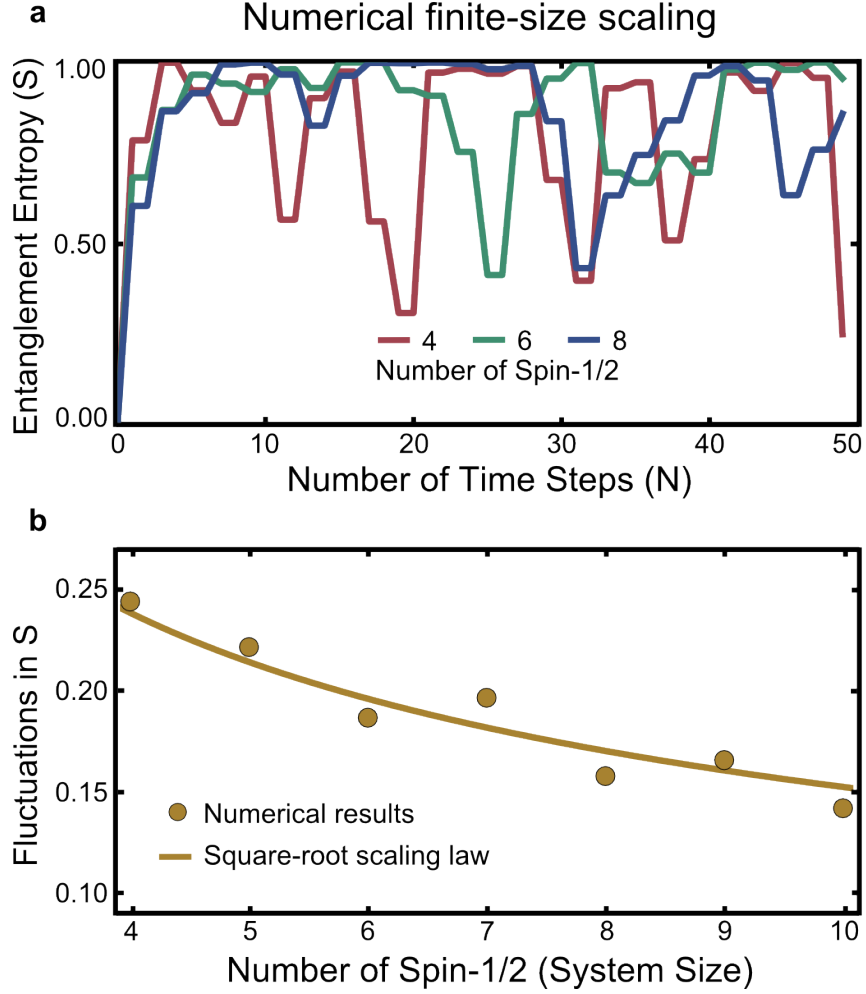 a
Numerical finite-size scaling
Entanglement Entropy (S)
1.00
0.50
0.00
4 6 8
Number of Spin-1/2
0 10 20 30 40 50
Number of Time Steps (N)
b
Fluctuations in S
0.25
0.20
0.15
0.10
Numerical results
Square-root scaling law
4 5 6 7 8 9 10
Number of Spin-1/2 (System Size)